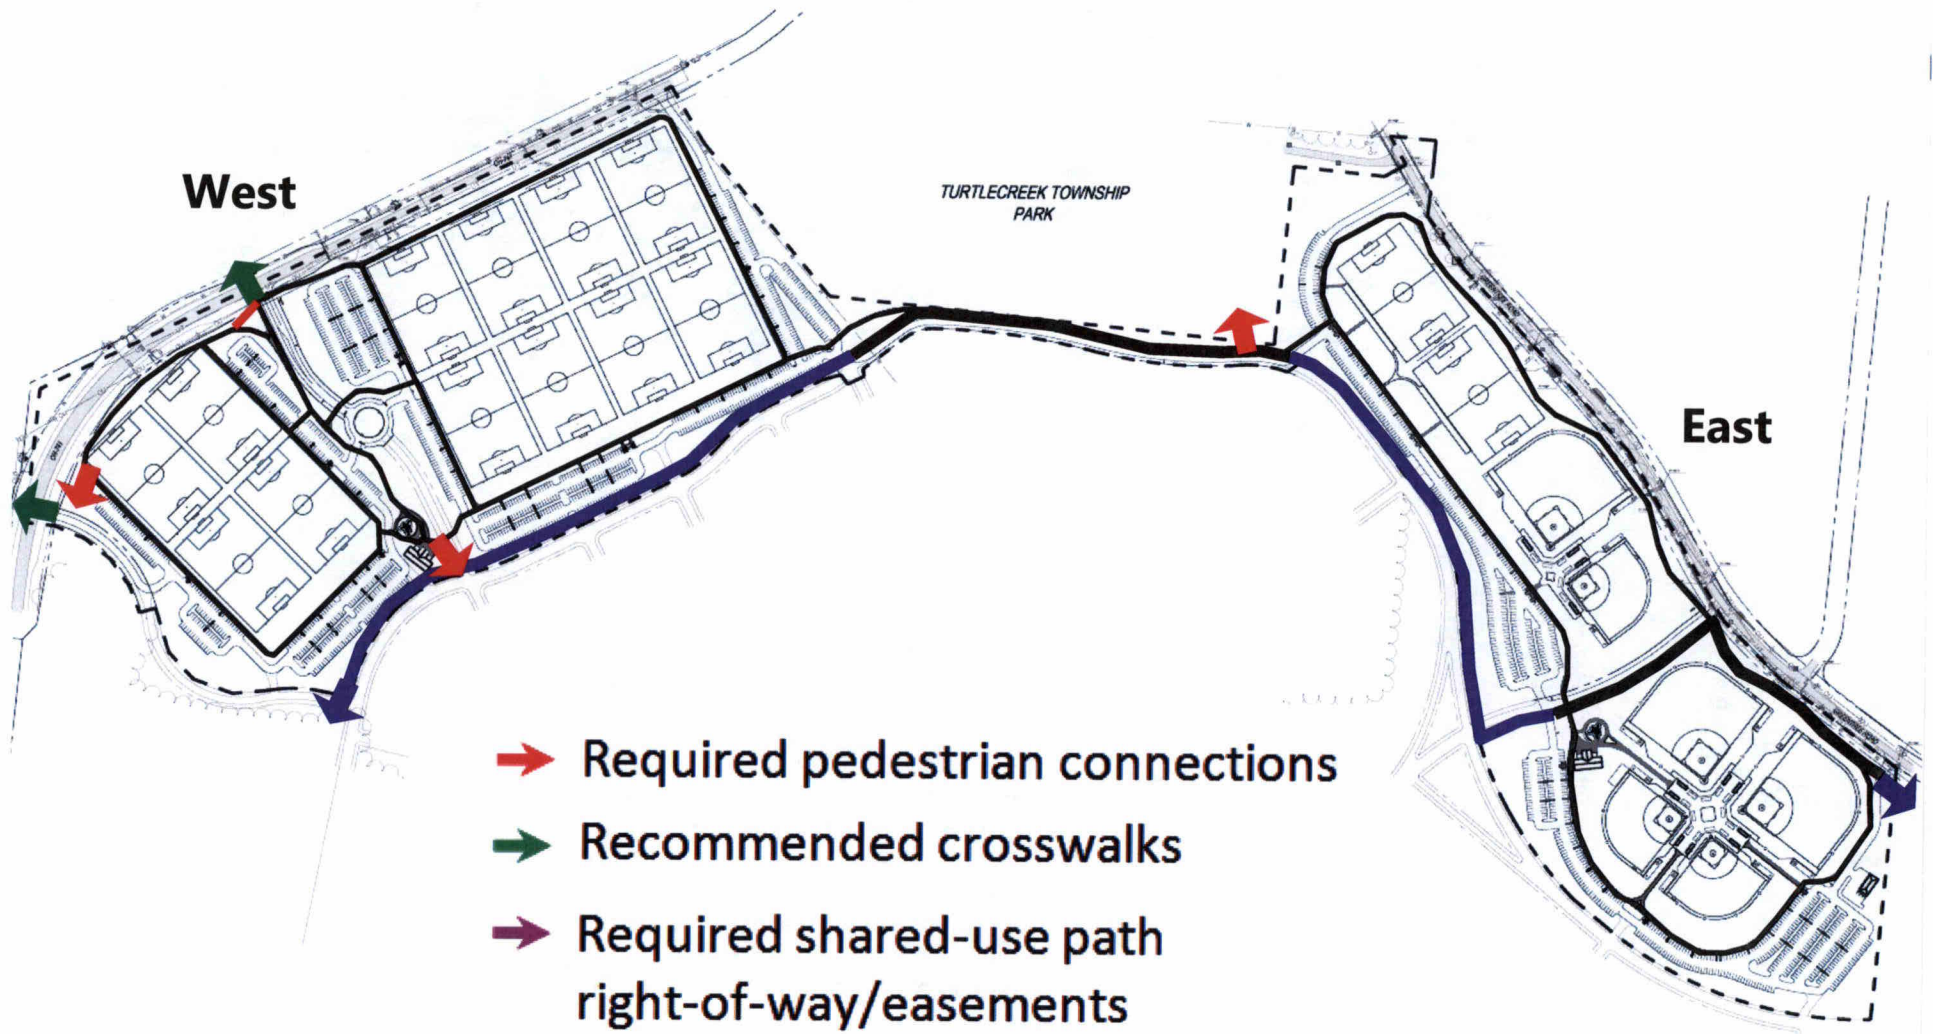 West
TURTLECREEK TOWNSHIP
PARK
East
Required pedestrian connections
Recommended crosswalks
Required shared-use path
right-of-way/easements